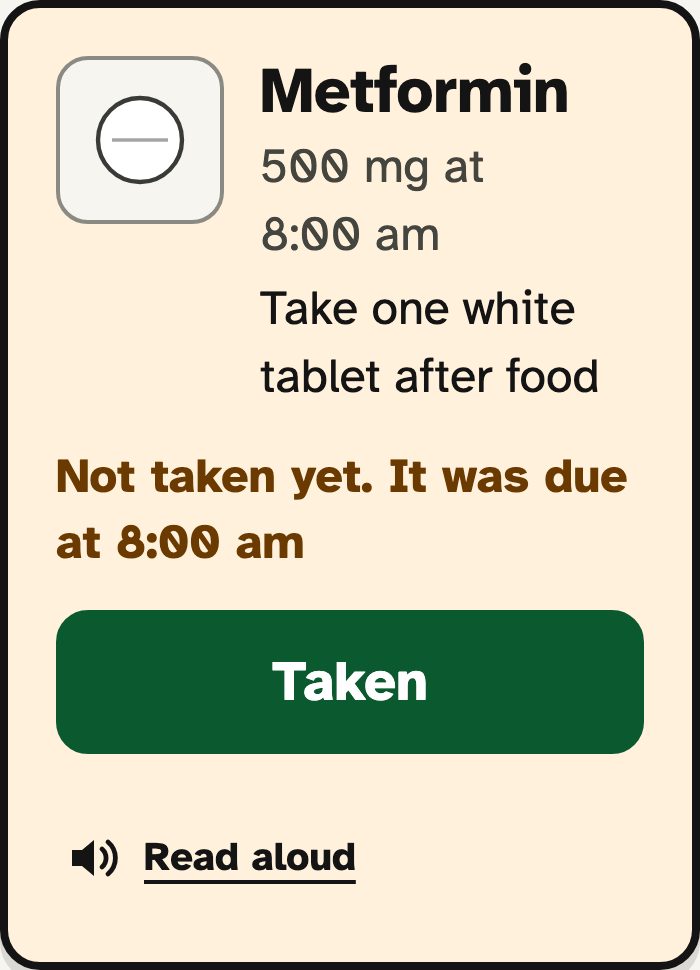 Metformin
500 mg at
8:00 am
Take one white
tablet after food
Not taken yet. It was due
at 8:00 am
Taken
Read aloud